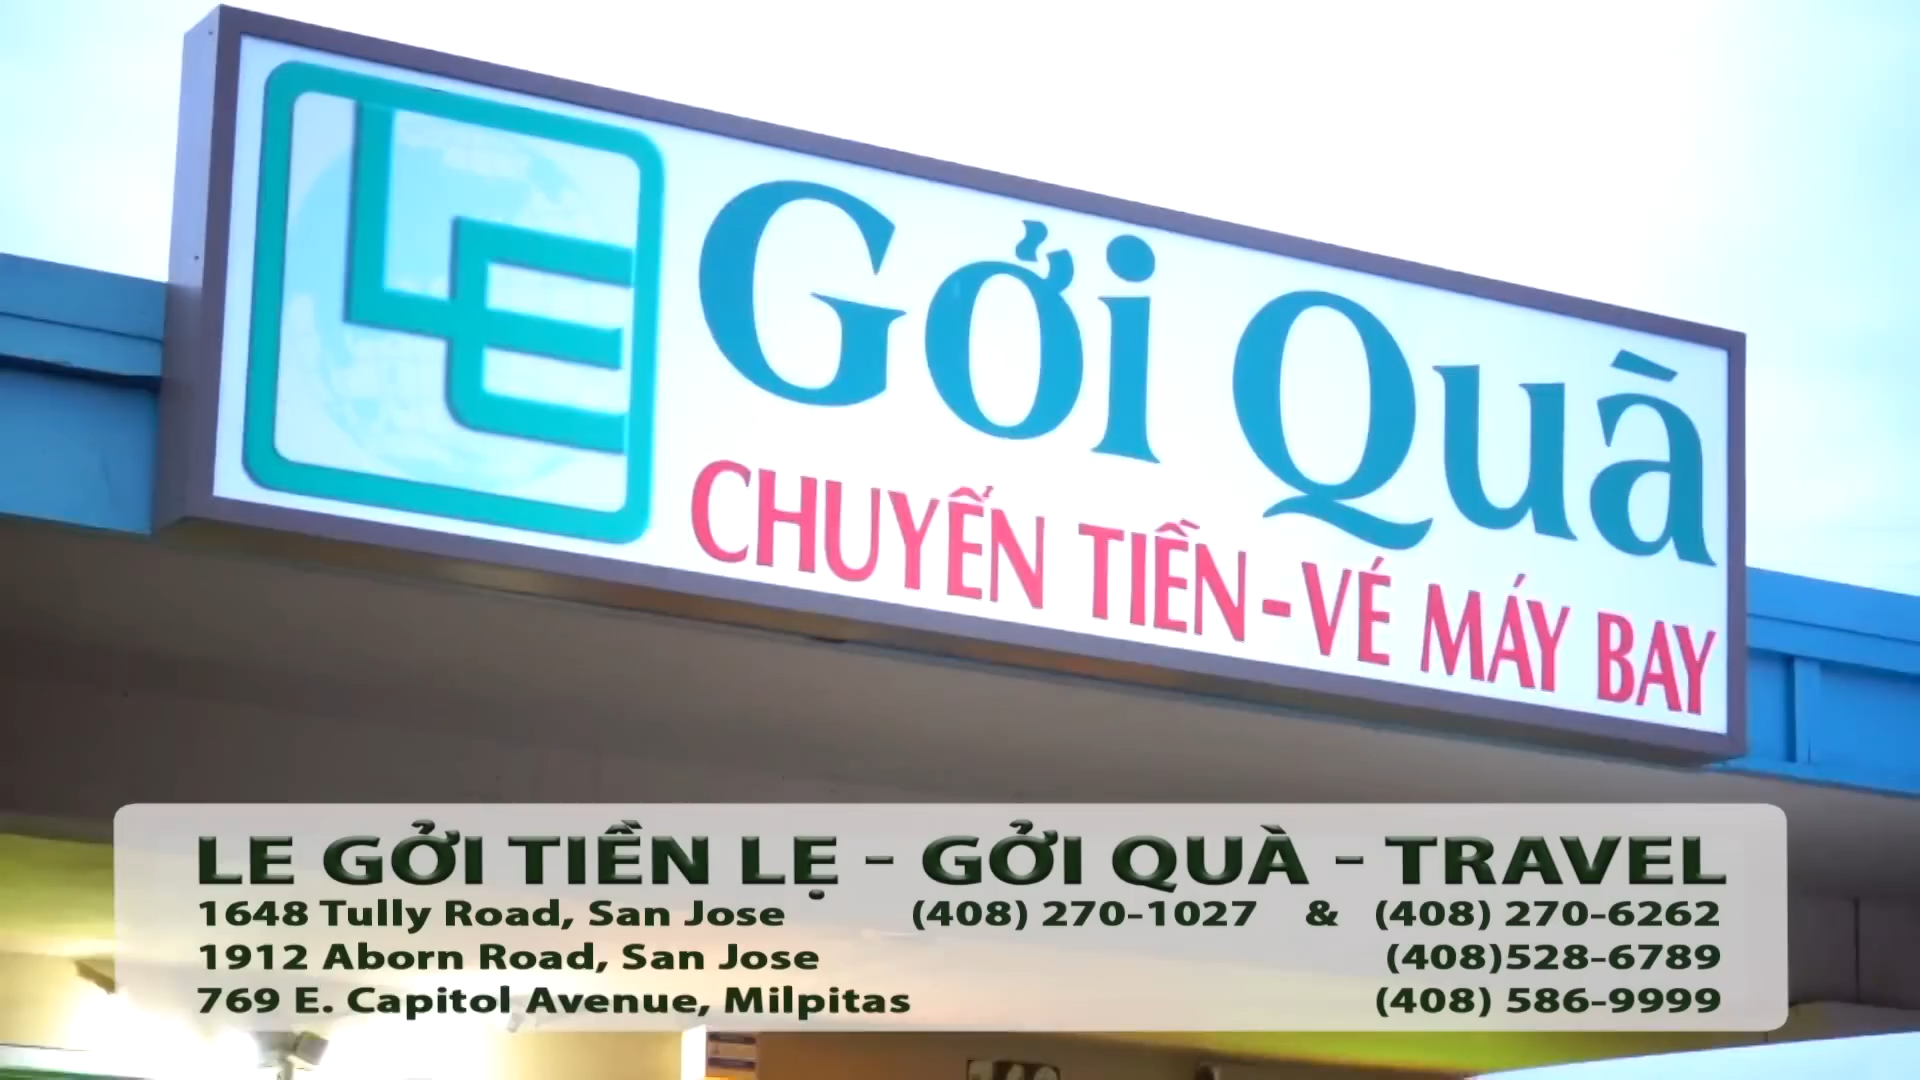 LE
Gởi Quà
CHUYỂN TIỀN - VÉ MÁY BAY
LE GỞI TIỀN LẸ - GỞI QUÀ - TRAVEL
1648 Tully Road, San Jose (408) 270-1027 & (408) 270-6262
1912 Aborn Road, San Jose (408)528-6789
769 E. Capitol Avenue, Milpitas (408) 586-9999